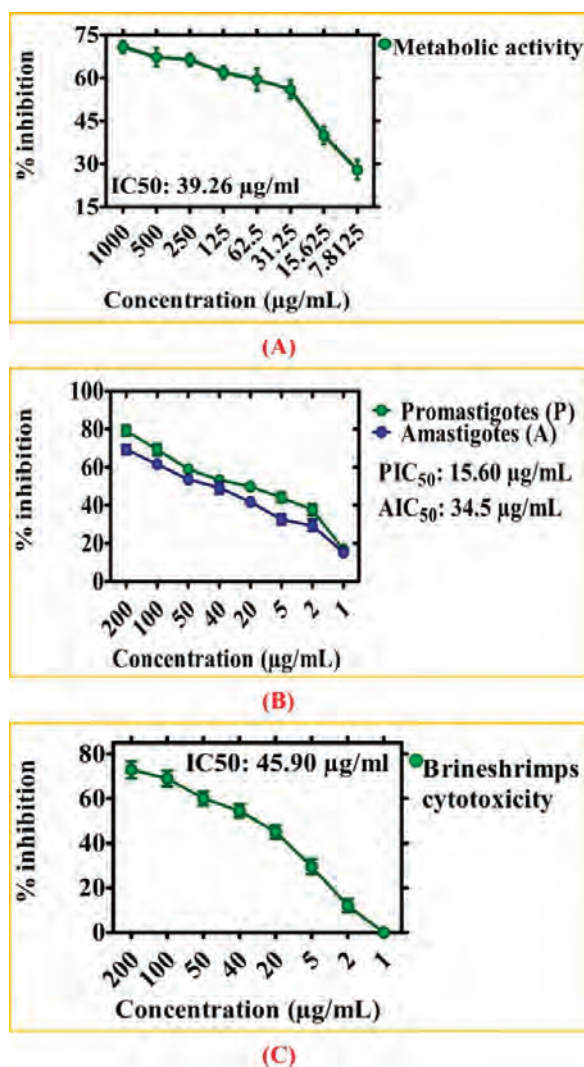 75
60
45
30
15
% inhibition
Metabolic activity
IC50: 39.26 µg/ml
1000
500
250
125
62.5
31.25
15.625
7.8125
Concentration (µg/mL)
(A)
100
80
60
40
20
0
% inhibition
Promastigotes (P)
Amastigotes (A)
PIC50: 15.60 µg/mL
AIC50: 34.5 µg/mL
200
100
50
40
20
5
2
1
Concentration (µg/mL)
(B)
80
60
40
20
0
% inhibition
IC50: 45.90 µg/ml
Brineshrimps
cytotoxicity
200
100
50
40
20
5
2
1
Concentration (µg/mL)
(C)